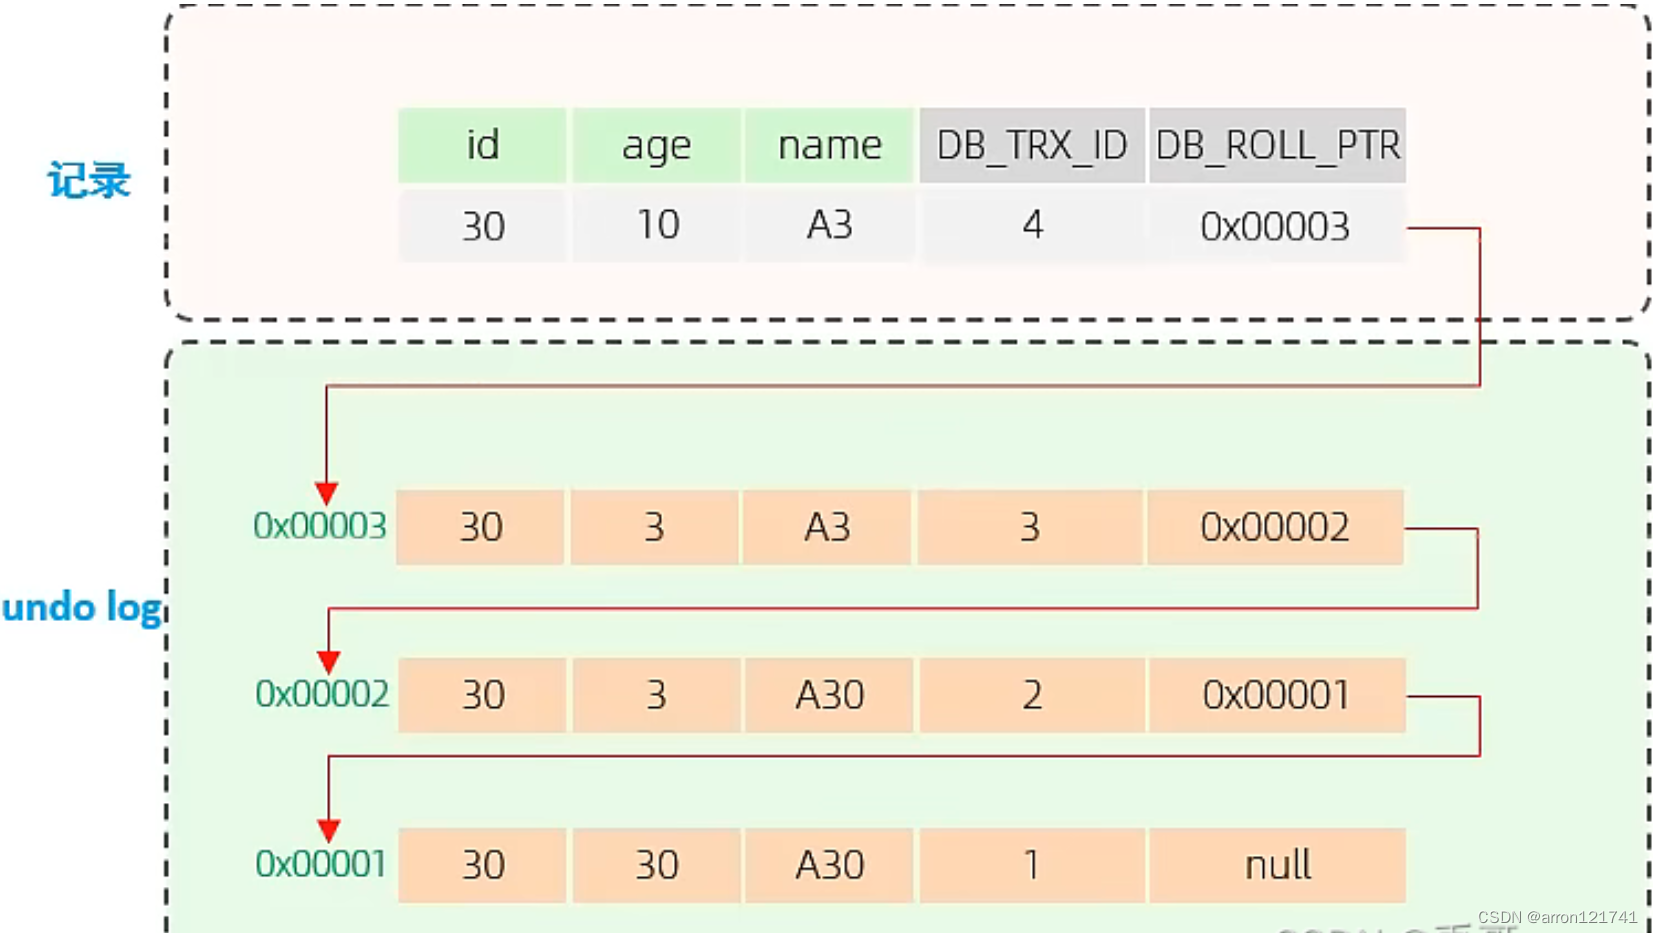 id age name DB_TRX_ID DB_ROLL_PTR
记录
30 10 A3 4 0x00003
0x00003 30 3 A3 3 0x00002
undo log
0x00002 30 3 A30 2 0x00001
0x00001 30 30 A30 1 null
CSDN @arron121741